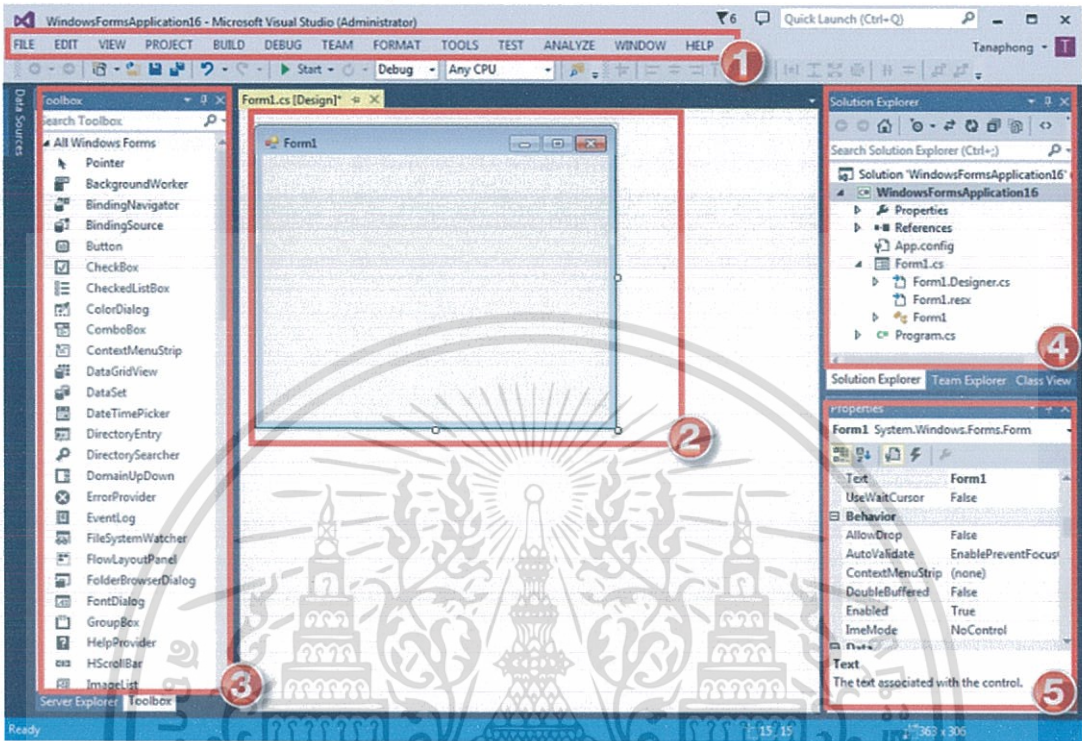 WindowsFormsApplication16 - Microsoft Visual Studio (Administrator)
6
Quick Launch (Ctrl+Q)
FILE EDIT VIEW PROJECT BUILD DEBUG TEAM FORMAT TOOLS TEST ANALYZE WINDOW HELP
1
Tanaphong
T
Start
Debug
Any CPU
Data Sources
Toolbox
Search Toolbox
All Windows Forms
Pointer
BackgroundWorker
BindingNavigator
BindingSource
Button
CheckBox
CheckedListBox
ColorDialog
ComboBox
ContextMenuStrip
DataGridView
DataSet
DateTimePicker
DirectoryEntry
DirectorySearcher
DomainUpDown
ErrorProvider
EventLog
FileSystemWatcher
FlowLayoutPanel
FolderBrowserDialog
FontDialog
GroupBox
HelpProvider
HScrollBar
ImageList
3
Server Explorer Toolbox
Form1.cs [Design]*
Form1
2
Solution Explorer
Search Solution Explorer (Ctrl+;)
Solution 'WindowsFormsApplication16'
WindowsFormsApplication16
Properties
References
App.config
Form1.cs
Form1.Designer.cs
Form1.resx
Form1
Program.cs
4
Solution Explorer Team Explorer Class View
Properties
Form1 System.Windows.Forms.Form
Text Form1
UseWaitCursor False
Behavior
AllowDrop False
AutoValidate EnablePreventFocus
ContextMenuStrip (none)
DoubleBuffered False
Enabled True
ImeMode NoControl
Data
Text
The text associated with the control.
5
Ready
15, 15
363 x 306